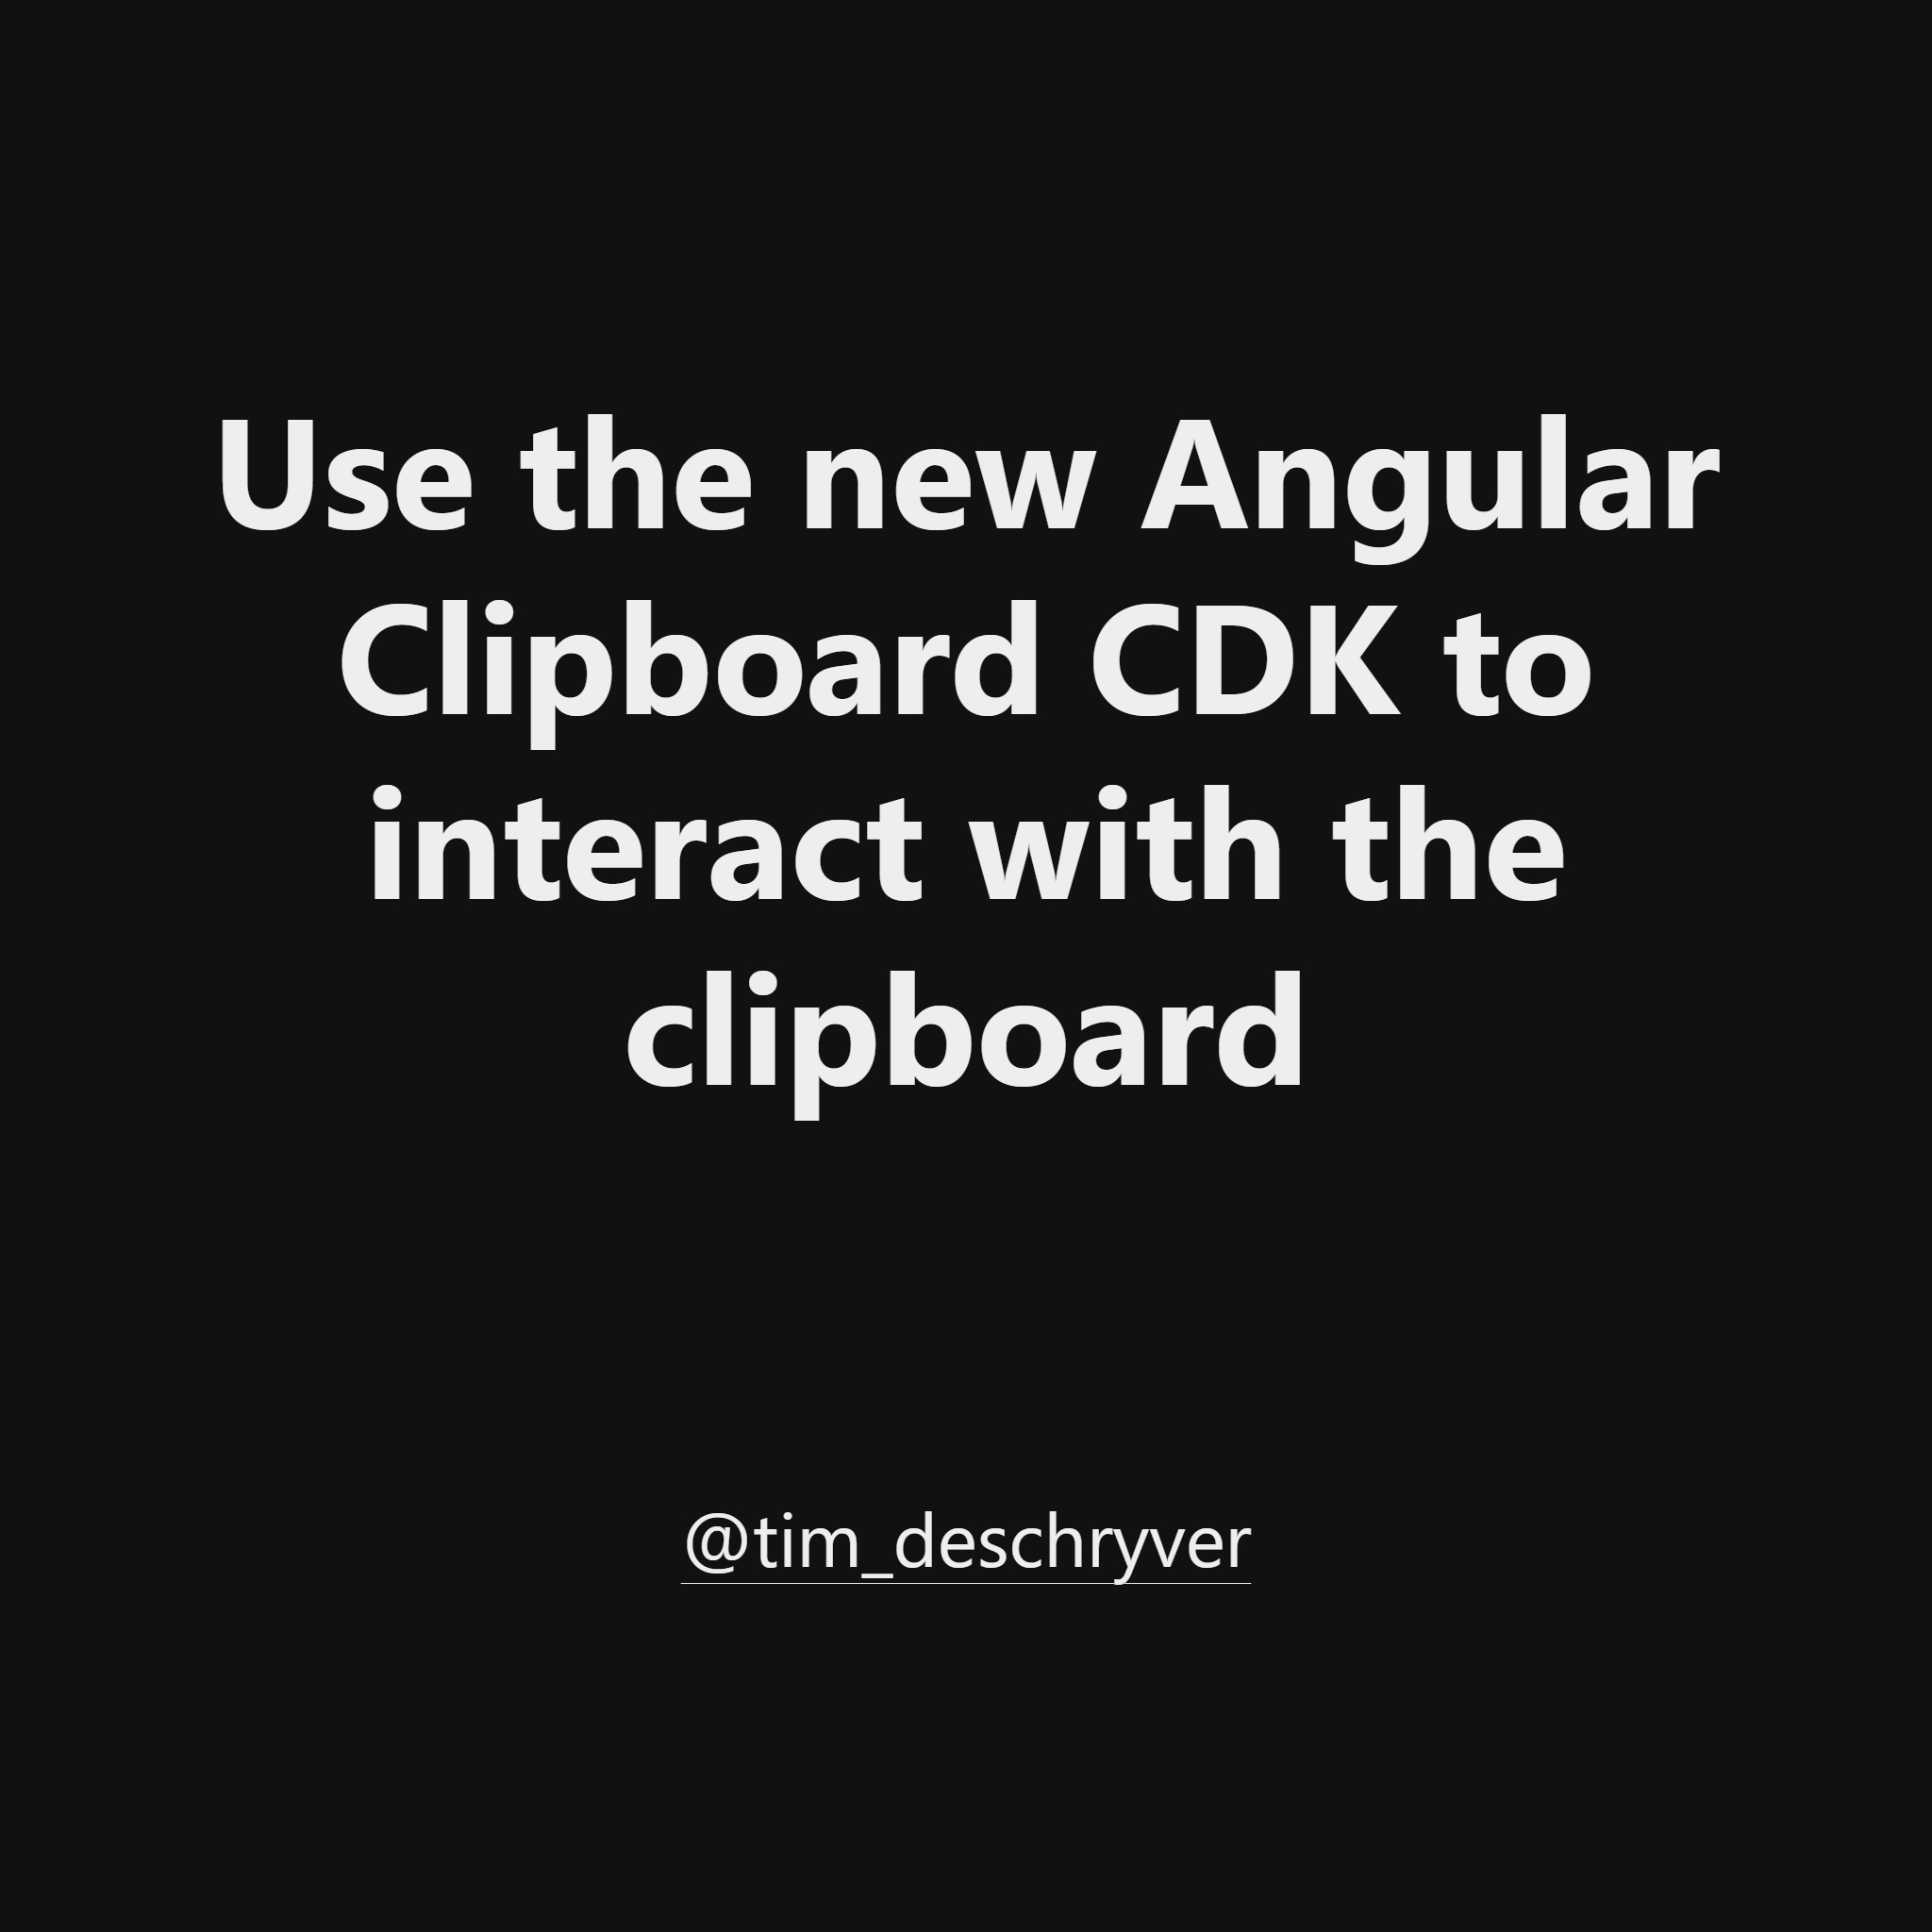 Use the new Angular
Clipboard CDK to
interact with the
clipboard
@tim_deschryver